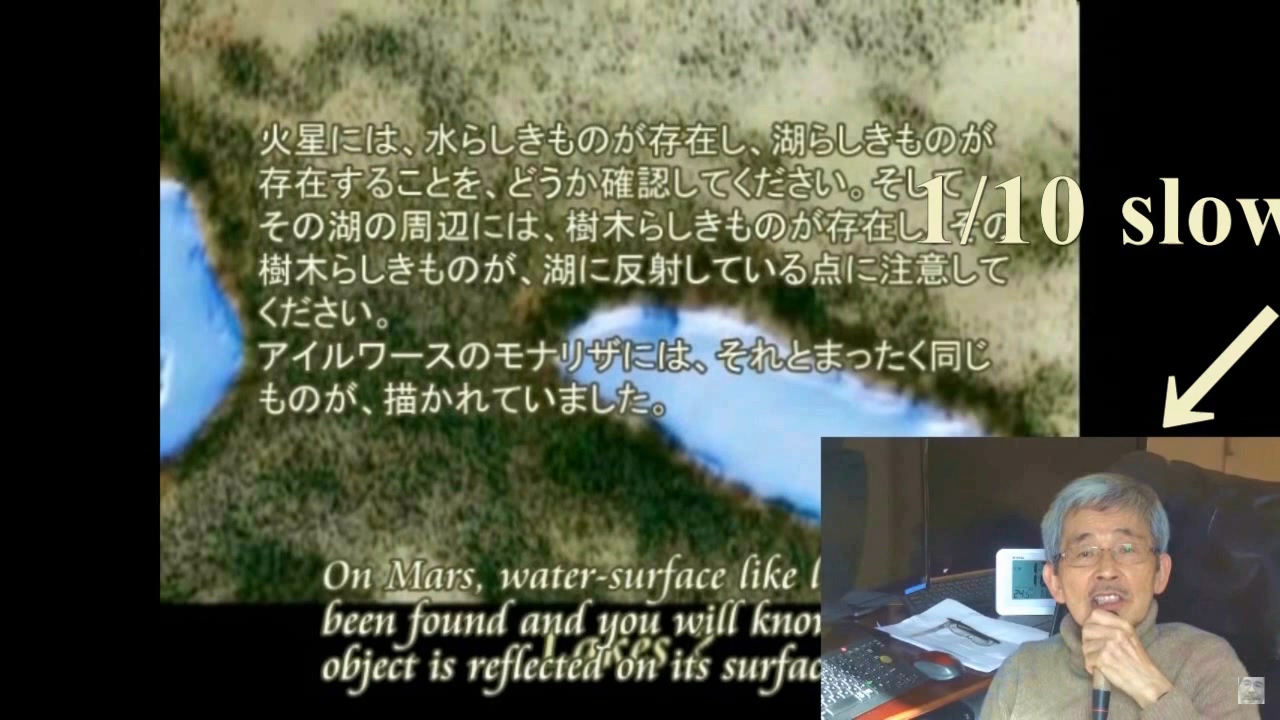 火星には、水らしきものが存在し、湖らしきものが
存在することを、どうか確認してください。そして
その湖の周辺には、樹木らしきものが存在し、その
樹木らしきものが、湖に反射している点に注意して
ください。
アイルワースのモナリザには、それとまったく同じ
ものが、描かれていました。
1/10 slow
On Mars, water-surface like
been found and you will
object is reflected on its
Lakes ?